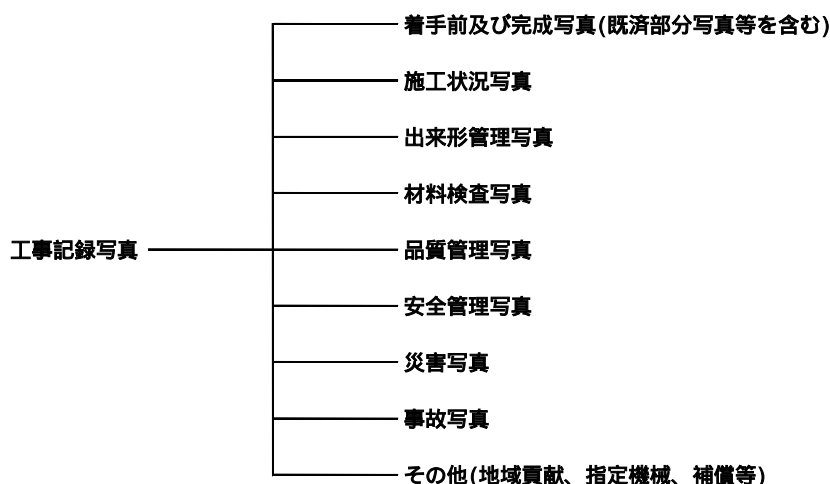 着手前及び完成写真(既済部分写真等を含む)
施工状況写真
出来形管理写真
材料検査写真
工事記録写真
品質管理写真
安全管理写真
災害写真
事故写真
その他(地域貢献、指定機械、補償等)